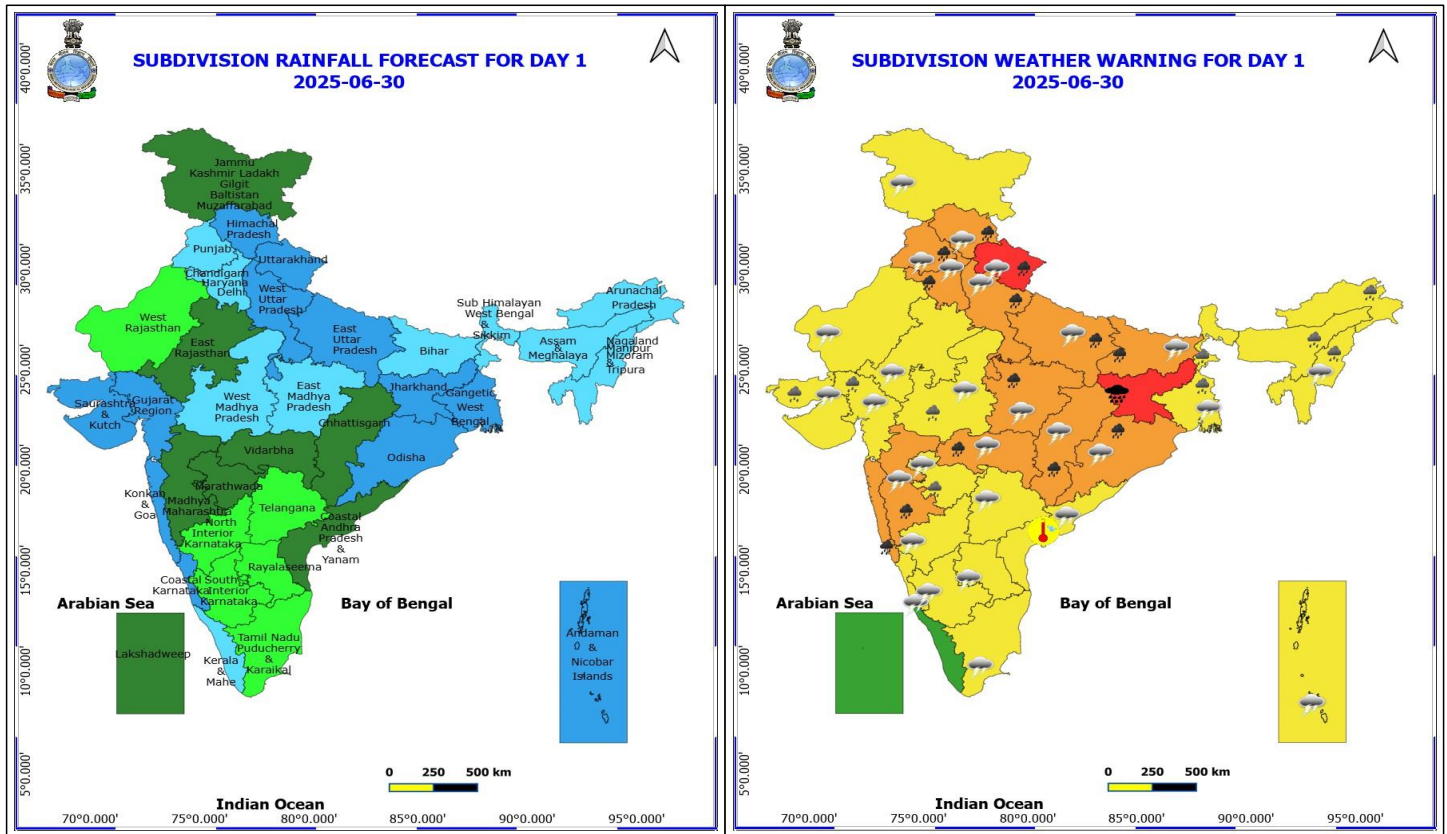 SUBDIVISION RAINFALL FORECAST FOR DAY 1
2025-06-30
40°0.000'
35°0.000'
30°0.000'
25°0.000'
20°0.000'
15°0.000'
10°0.000'
5°0.000'
Jammu
Kashmir Ladakh
Gilgit
Baltistan
Muzaffarabad
Himachal
Pradesh
Punjab
Uttarakhand
Chandigarh
Haryana
Delhi
West
Uttar
Pradesh
West
Rajasthan
East
Rajasthan
East
Uttar
Pradesh
Bihar
Sub Himalayan
West Bengal
&
Sikkim
Arunachal
Pradesh
Assam
&
Meghalaya
Nagaland
Manipur
Mizoram
&
Tripura
Saurashtra
&
Kutch
Gujarat
Region
West
Madhya
Pradesh
East
Madhya
Pradesh
Jharkhand
Gangetic
West
Bengal
Chhattisgarh
Odisha
Vidarbha
Marathwada
Madhya
Maharashtra
Konkan
&
Goa
North
Interior
Karnataka
Telangana
Coastal
Andhra
Pradesh
&
Yanam
Rayalaseema
Coastal
Karnataka
South
Interior
Karnataka
Tamil Nadu
Puducherry
&
Karaikal
Kerala
&
Mahe
Arabian Sea
Lakshadweep
Bay of Bengal
Andaman
&
Nicobar
Islands
0 250 500 km
Indian Ocean
70°0.000' 75°0.000' 80°0.000' 85°0.000' 90°0.000' 95°0.000'
SUBDIVISION WEATHER WARNING FOR DAY 1
2025-06-30
40°0.000'
35°0.000'
30°0.000'
25°0.000'
20°0.000'
15°0.000'
10°0.000'
5°0.000'
Arabian Sea
Bay of Bengal
0 250 500 km
Indian Ocean
70°0.000' 75°0.000' 80°0.000' 85°0.000' 90°0.000' 95°0.000'